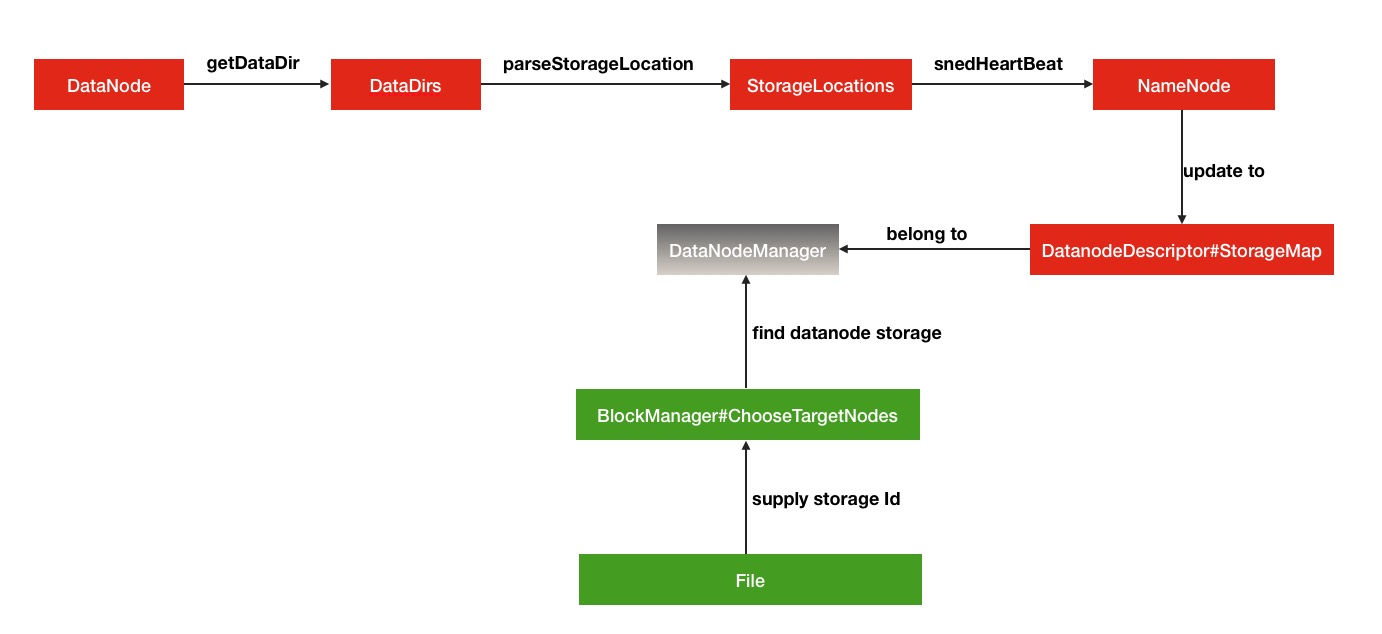 getDataDir
parseStorageLocation
snedHeartBeat
DataNode
DataDirs
StorageLocations
NameNode
update to
belong to
DataNodeManager
DatanodeDescriptor#StorageMap
find datanode storage
BlockManager#ChooseTargetNodes
supply storage Id
File